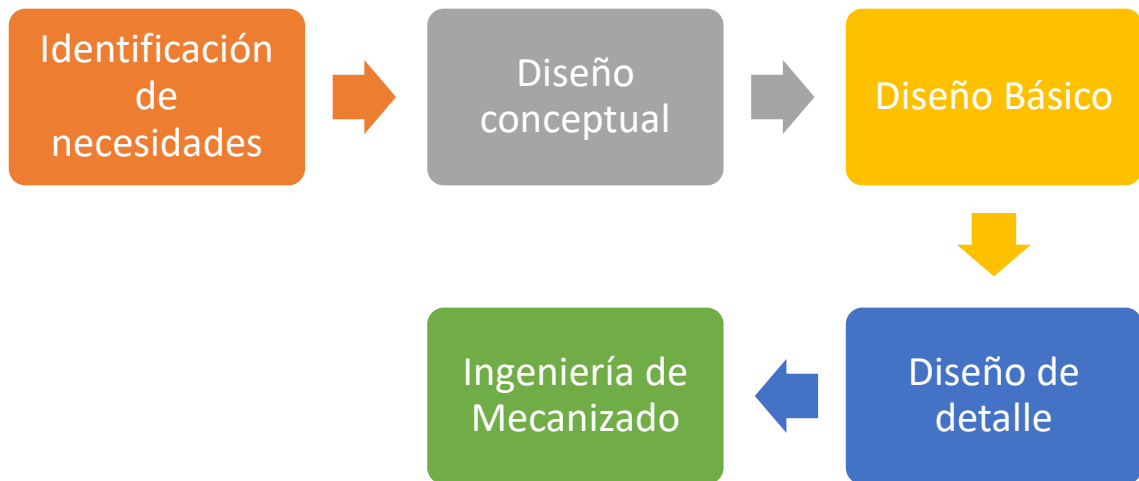 Identificación
de
necesidades
Diseño
conceptual
Diseño Básico
Diseño de
detalle
Ingeniería de
Mecanizado